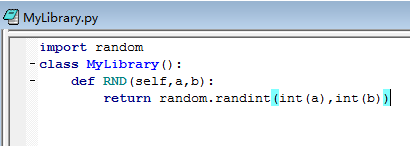 MyLibrary.py
import random
class MyLibrary():
    def RND(self,a,b):
        return random.randint(int(a),int(b))